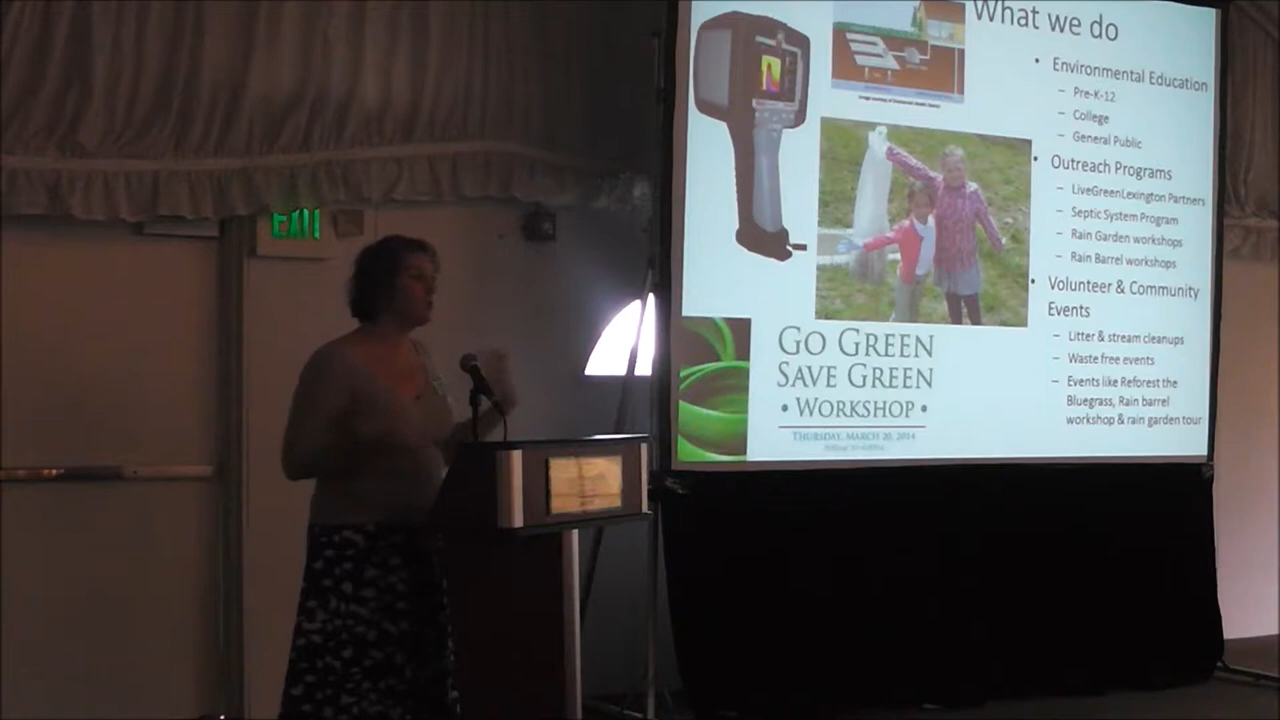 EXIT
What we do
• Environmental Education
– Pre-K-12
– College
– General Public
• Outreach Programs
– LiveGreenLexington Partners
– Septic System Program
– Rain Garden workshops
– Rain Barrel workshops
• Volunteer & Community
Events
– Litter & stream cleanups
– Waste free events
– Events like Reforest the
Bluegrass, Rain barrel
workshop & rain garden tour
GO GREEN
SAVE GREEN
• WORKSHOP •
THURSDAY, MARCH 20, 2014